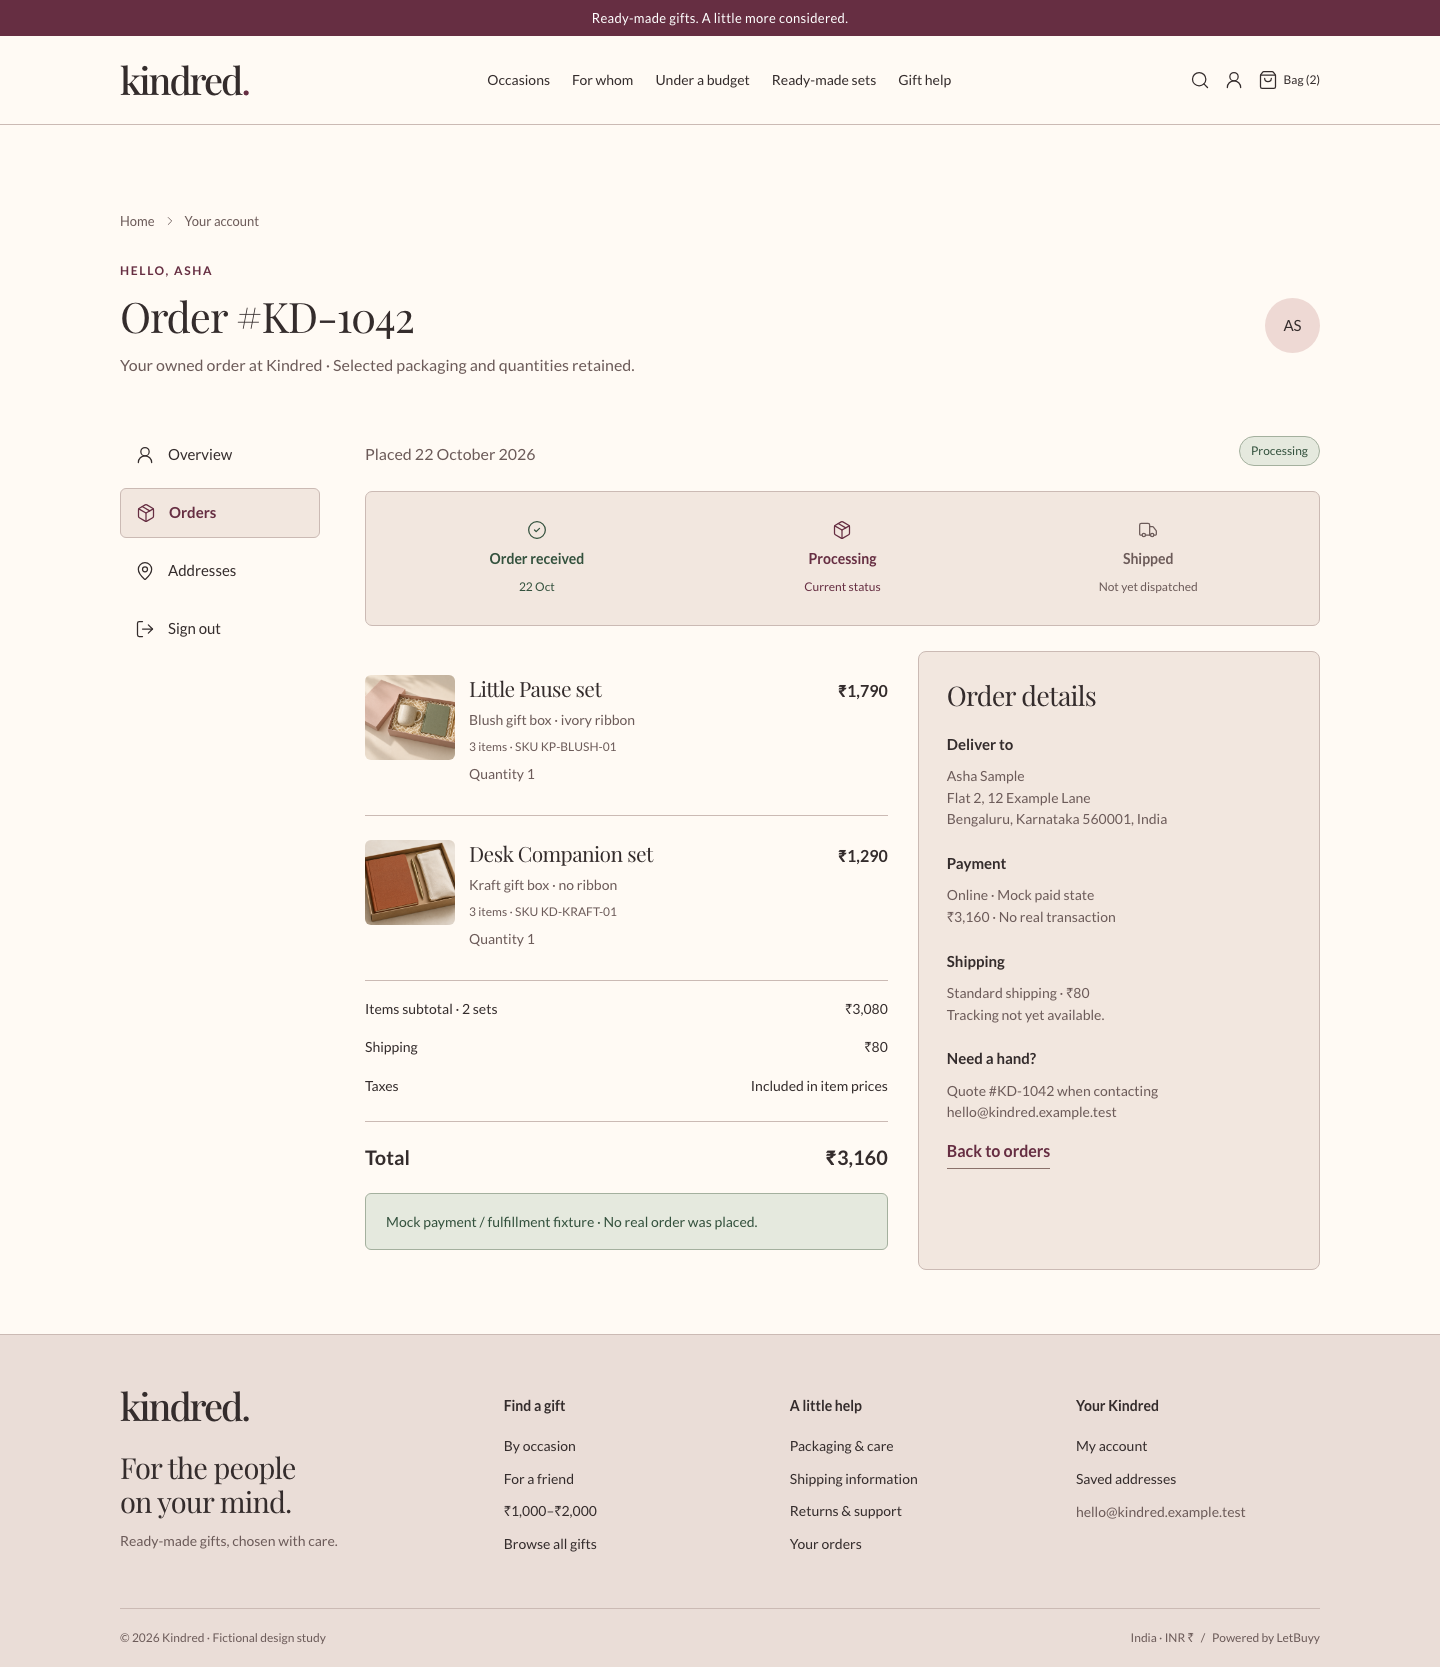 Ready-made gifts. A little more considered.
kindred.
Occasions
For whom
Under a budget
Ready-made sets
Gift help
Bag (2)
Home
Your account
HELLO, ASHA
Order #KD-1042
AS
Your owned order at Kindred · Selected packaging and quantities retained.
Overview
Orders
Addresses
Sign out
Placed 22 October 2026
Processing
Order received
22 Oct
Processing
Current status
Shipped
Not yet dispatched
Little Pause set
₹1,790
Blush gift box · ivory ribbon
3 items · SKU KP-BLUSH-01
Quantity 1
Desk Companion set
₹1,290
Kraft gift box · no ribbon
3 items · SKU KD-KRAFT-01
Quantity 1
Items subtotal · 2 sets
₹3,080
Shipping
₹80
Taxes
Included in item prices
Total
₹3,160
Mock payment / fulfillment fixture · No real order was placed.
Order details
Deliver to
Asha Sample
Flat 2, 12 Example Lane
Bengaluru, Karnataka 560001, India
Payment
Online · Mock paid state
₹3,160 · No real transaction
Shipping
Standard shipping · ₹80
Tracking not yet available.
Need a hand?
Quote #KD-1042 when contacting
hello@kindred.example.test
Back to orders
kindred.
For the people
on your mind.
Ready-made gifts, chosen with care.
Find a gift
By occasion
For a friend
₹1,000–₹2,000
Browse all gifts
A little help
Packaging & care
Shipping information
Returns & support
Your orders
Your Kindred
My account
Saved addresses
hello@kindred.example.test
© 2026 Kindred · Fictional design study
India · INR ₹ / Powered by LetBuyy